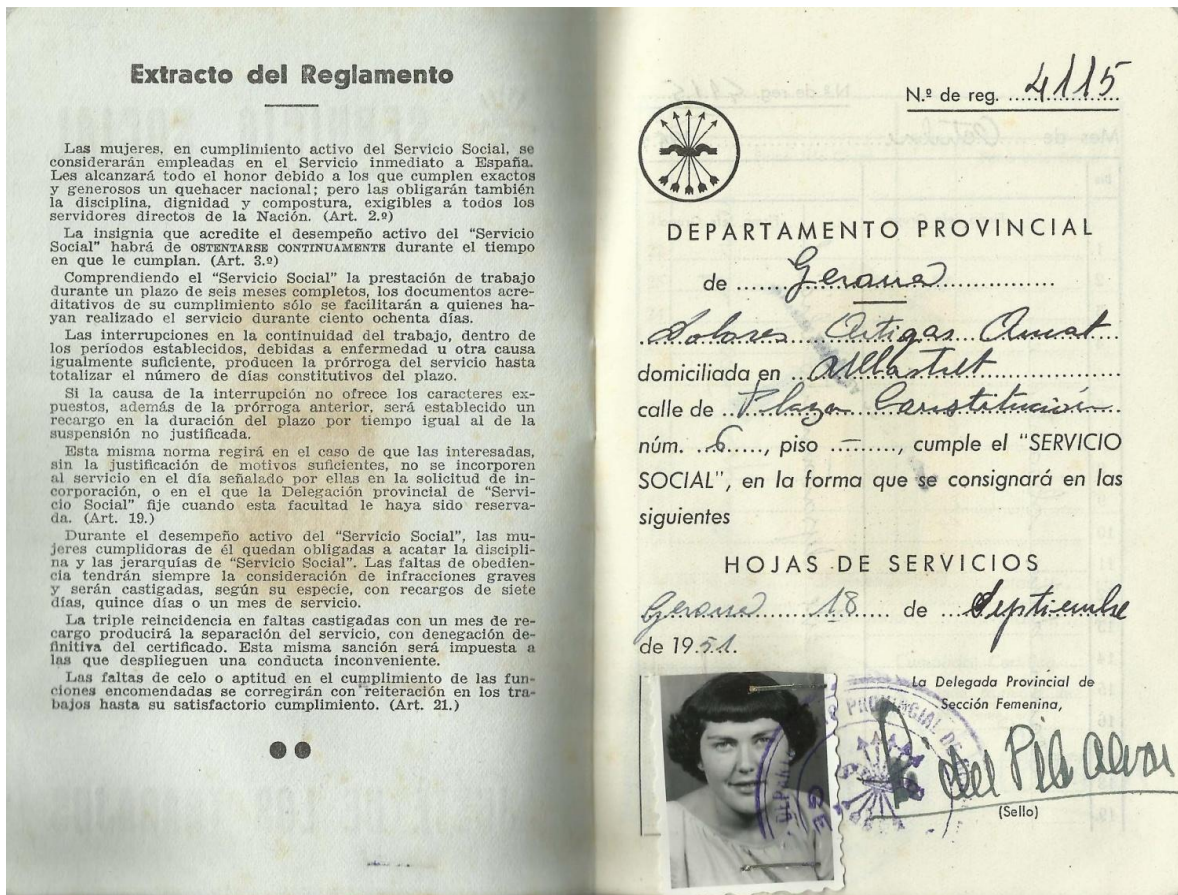 Extracto del Reglamento
Las mujeres, en cumplimiento activo del Servicio Social, se
considerarán empleadas en el Servicio inmediato a España.
Les alcanzará todo el honor debido a los que cumplen exactos
y generosos un quehacer nacional; pero las obligarán también
la disciplina, dignidad y compostura, exigibles a todos los
servidores directos de la Nación. (Art. 2.º)
La insignia que acredite el desempeño activo del "Servicio
Social" habrá de OSTENTARSE CONTINUAMENTE durante el tiempo
en que le cumplan. (Art. 3.º)
Comprendiendo el "Servicio Social" la prestación de trabajo
durante un plazo de seis meses completos, los documentos acre-
ditativos de su cumplimiento sólo se facilitarán a quienes ha-
yan realizado el servicio durante ciento ochenta días.
Las interrupciones en la continuidad del trabajo, dentro de
los períodos establecidos, debidas a enfermedad u otra causa
igualmente suficiente, producen la prórroga del servicio hasta
totalizar el número de días constitutivos del plazo.
Si la causa de la interrupción no ofrece los caracteres ex-
puestos, además de la prórroga anterior, será establecido un
recargo en la duración del plazo por tiempo igual al de la
suspensión no justificada.
Esta misma norma regirá en el caso de que las interesadas,
sin la justificación de motivos suficientes, no se incorporen
al servicio en el día señalado por ellas en la solicitud de in-
corporación, o en el que la Delegación provincial de "Servi-
cio Social" fije cuando esta facultad le haya sido reserva-
da. (Art. 19.)
Durante el desempeño activo del "Servicio Social", las mu-
jeres cumplidoras de él quedan obligadas a acatar la discipli-
na y las jerarquías de "Servicio Social". Las faltas de obedien-
cia tendrán siempre la consideración de infracciones graves
y serán castigadas, según su especie, con recargos de siete
días, quince días o un mes de servicio.
La triple reincidencia en faltas castigadas con un mes de re-
cargo producirá la separación del servicio, con denegación de-
finitiva del certificado. Esta misma sanción será impuesta a
las que desplieguen una conducta inconveniente.
Las faltas de celo o aptitud en el cumplimiento de las fun-
ciones encomendadas se corregirán con reiteración en los tra-
bajos hasta su satisfactorio cumplimiento. (Art. 21.)
N.º de reg. 4115
DEPARTAMENTO PROVINCIAL
de Gerona
Dolores Artigas Amat
domiciliada en
calle de Plaza Constitución
núm. 6, piso —, cumple el "SERVICIO
SOCIAL", en la forma que se consignará en las
siguientes
HOJAS DE SERVICIOS
Gerona 18 de Septiembre
de 1951.
La Delegada Provincial de
Sección Femenina,
PROVINCIAL DE
del Pila
(Sello)